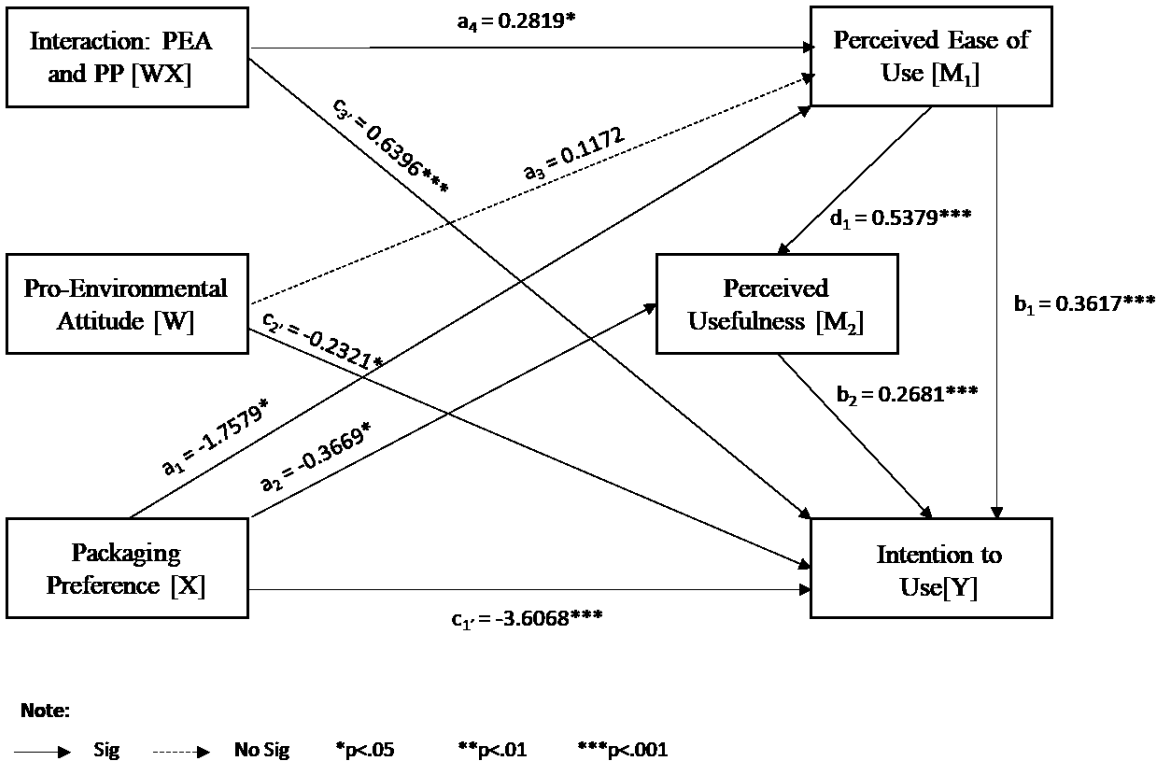 Interaction: PEA
and PP [WX]
a₄ = 0.2819*
Perceived Ease of
Use [M₁]
c₃' = 0.6396***
a₃ = 0.1172
d₁ = 0.5379***
Pro-Environmental
Attitude [W]
Perceived
Usefulness [M₂]
b₁ = 0.3617***
c₂' = -0.2321*
b₂ = 0.2681***
a₁ = -1.7579*
a₂ = -0.3669*
Packaging
Preference [X]
Intention to
Use[Y]
c₁' = -3.6068***
Note:
Sig No Sig *p<.05 **p<.01 ***p<.001